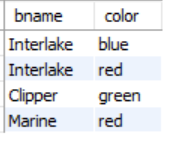 bname color
Interlake blue
Interlake red
Clipper green
Marine red